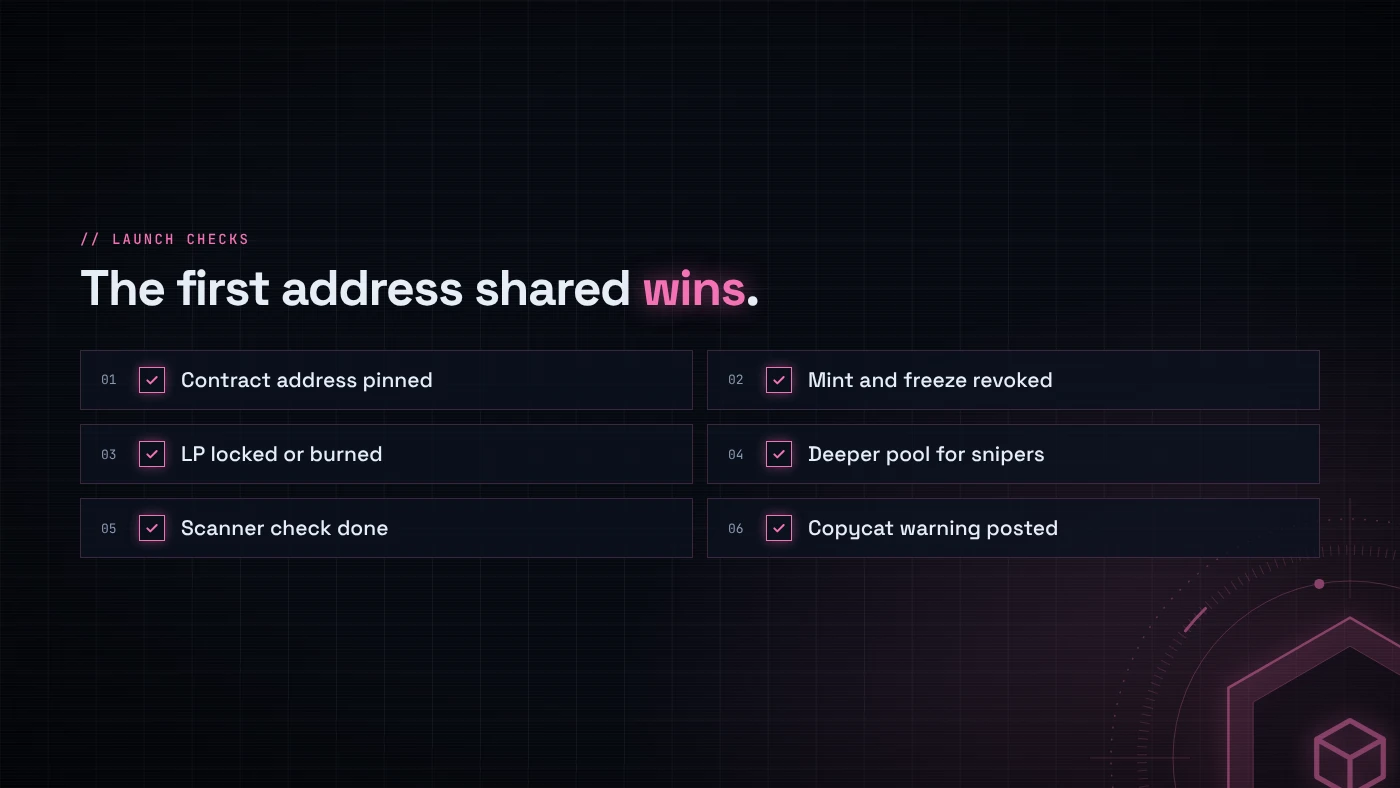 // LAUNCH CHECKS
The first address shared wins.
01 Contract address pinned
02 Mint and freeze revoked
03 LP locked or burned
04 Deeper pool for snipers
05 Scanner check done
06 Copycat warning posted